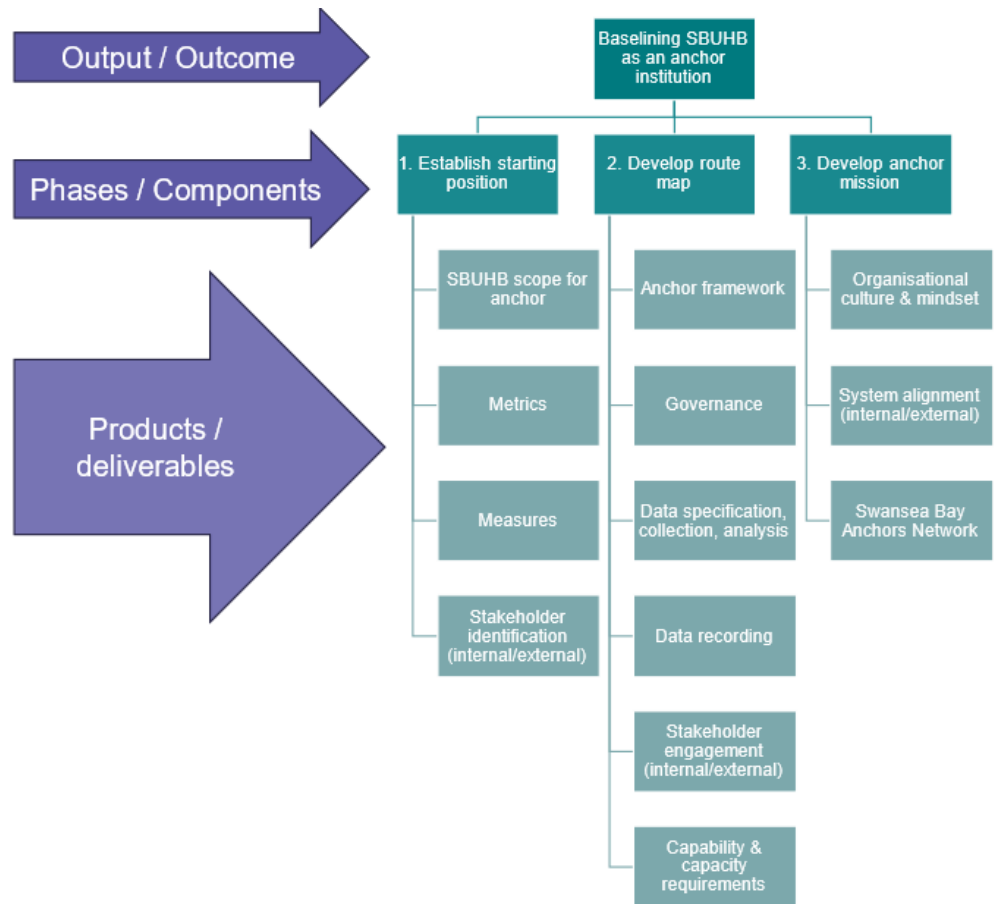 Output / Outcome
Baselining SBUHB
as an anchor
institution
Phases / Components
1. Establish starting
position
2. Develop route
map
3. Develop anchor
mission
Products /
deliverables
SBUHB scope for
anchor
Metrics
Measures
Stakeholder
identification
(internal/external)
Anchor framework
Governance
Data specification,
collection, analysis
Data recording
Stakeholder
engagement
(internal/external)
Capability &
capacity
requirements
Organisational
culture & mindset
System alignment
(internal/external)
Swansea Bay
Anchors Network